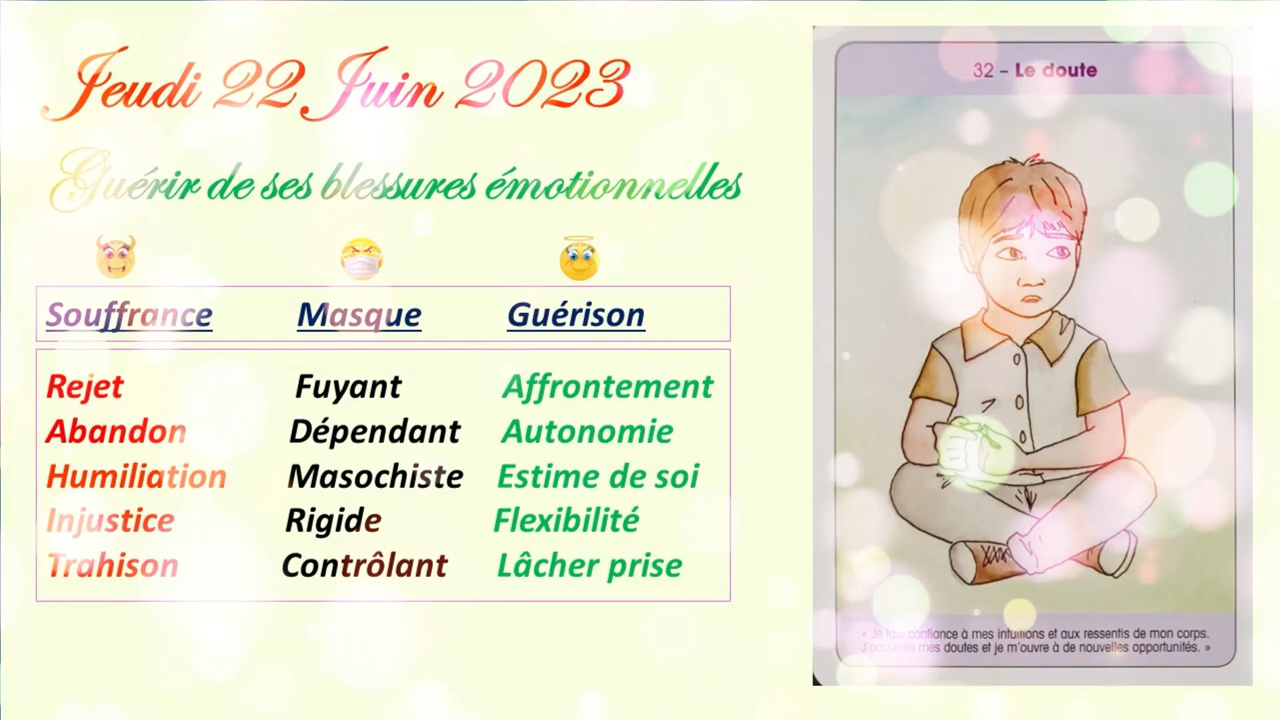 Jeudi 22 Juin 2023
Guérir de ses blessures émotionnelles
Souffrance Masque Guérison
Rejet Fuyant Affrontement
Abandon Dépendant Autonomie
Humiliation Masochiste Estime de soi
Injustice Rigide Flexibilité
Trahison Contrôlant Lâcher prise
32 – Le doute
« Je fais confiance à mes intuitions et aux ressentis de mon corps.
J'accueille mes doutes et je m'ouvre à de nouvelles opportunités. »